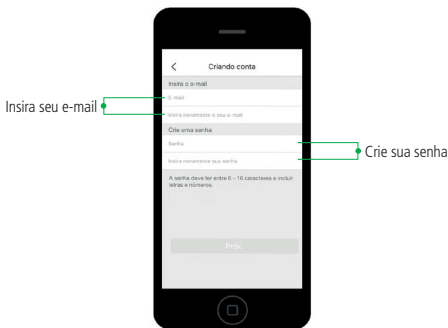 Criando conta
Insira o e-mail
E-mail
Insira novamente o seu e-mail
Crie uma senha
Senha
Insira novamente sua senha
A senha deve ter entre 6 - 16 caracteres e incluir
letras e números.
Próx
Insira seu e-mail
Crie sua senha